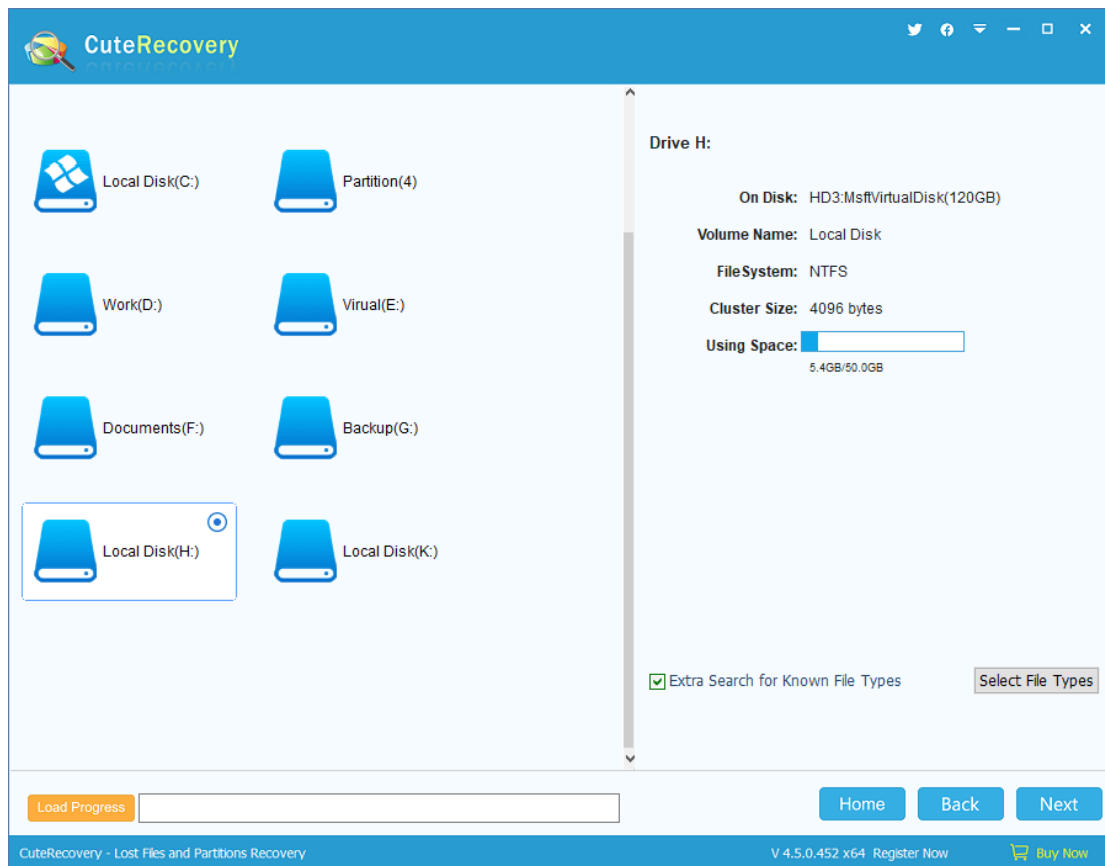 CuteRecovery
Local Disk(C:)
Partition(4)
Work(D:)
Virual(E:)
Documents(F:)
Backup(G:)
Local Disk(H:)
Local Disk(K:)
Drive H:
On Disk: HD3:MsftVirtualDisk(120GB)
Volume Name: Local Disk
FileSystem: NTFS
Cluster Size: 4096 bytes
Using Space:
5.4GB/50.0GB
Extra Search for Known File Types
Select File Types
Load Progress
Home
Back
Next
CuteRecovery - Lost Files and Partitions Recovery
V 4.5.0.452 x64 Register Now
Buy Now